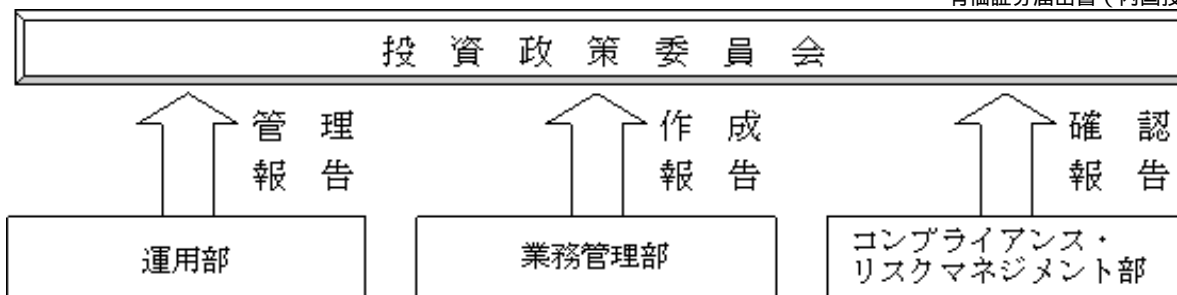 有価証券届出書（内国投
投資政策委員会
管理
報告
作成
報告
確認
報告
運用部
業務管理部
コンプライアンス・
リスクマネジメント部